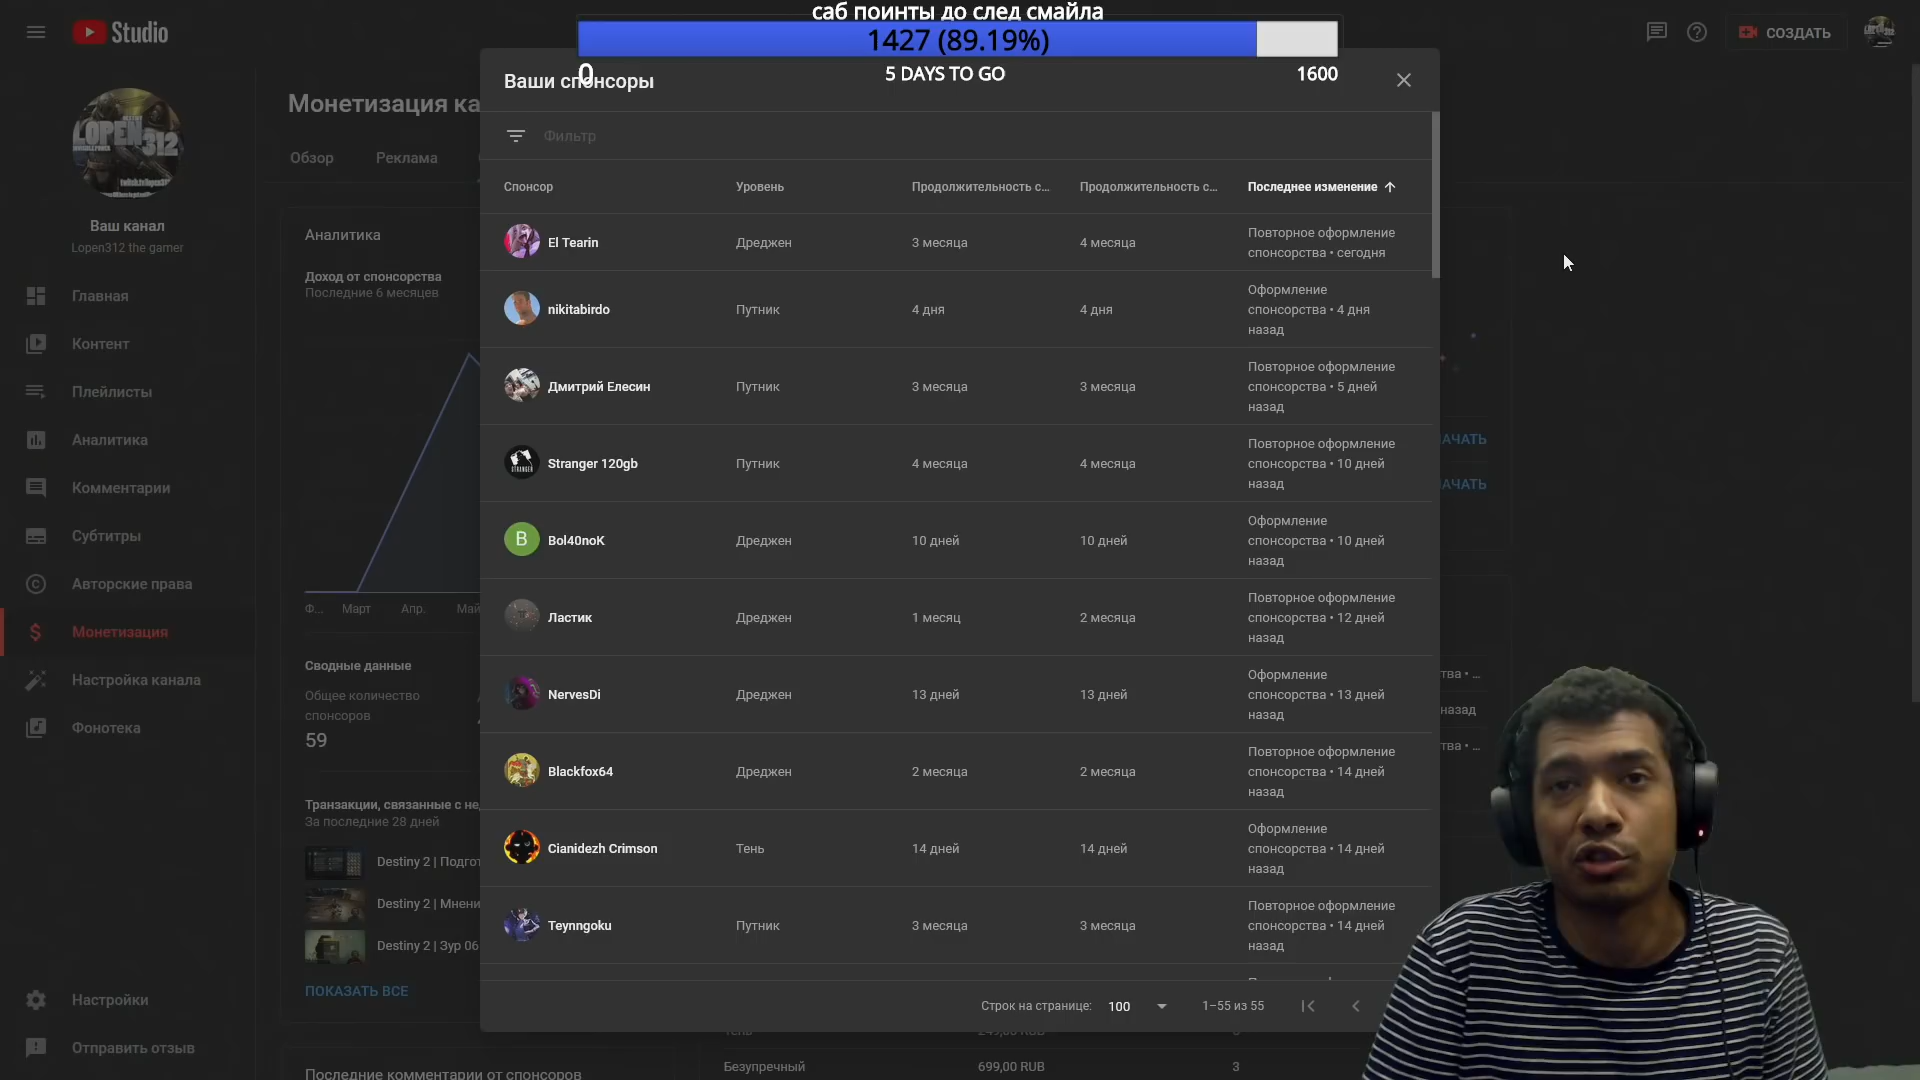 саб поинты до след смайла
1427 (89.19%)
0
5 DAYS TO GO
1600
Studio
СОЗДАТЬ
Ваш канал
Lopen312 the gamer
Главная
Контент
Плейлисты
Аналитика
Комментарии
Субтитры
Авторские права
Монетизация
Настройка канала
Фонотека
Настройки
Отправить отзыв
Монетизация ка
Обзор
Реклама
Аналитика
Доход от спонсорства
Последние 6 месяцев
Ф...
Март
Апр.
Май
Сводные данные
Общее количество
спонсоров
59
Транзакции, связанные с не
За последние 28 дней
Destiny 2 | Подгот
Destiny 2 | Мнени
Destiny 2 | Зур 06
ПОКАЗАТЬ ВСЕ
Последние комментарии от спонсоров
Ваши спонсоры
Фильтр
Спонсор
Уровень
Продолжительность с...
Продолжительность с...
Последнее изменение
El Tearin
Дреджен
3 месяца
4 месяца
Повторное оформление
спонсорства • сегодня
nikitabirdo
Путник
4 дня
4 дня
Оформление
спонсорства • 4 дня
назад
Дмитрий Елесин
Путник
3 месяца
3 месяца
Повторное оформление
спонсорства • 5 дней
назад
Stranger 120gb
Путник
4 месяца
4 месяца
Повторное оформление
спонсорства • 10 дней
назад
B
Bol40noK
Дреджен
10 дней
10 дней
Оформление
спонсорства • 10 дней
назад
Ластик
Дреджен
1 месяц
2 месяца
Повторное оформление
спонсорства • 12 дней
назад
NervesDi
Дреджен
13 дней
13 дней
Оформление
спонсорства • 13 дней
назад
Blackfox64
Дреджен
2 месяца
2 месяца
Повторное оформление
спонсорства • 14 дней
назад
Cianidezh Crimson
Тень
14 дней
14 дней
Оформление
спонсорства • 14 дней
назад
Teynngoku
Путник
3 месяца
3 месяца
Повторное оформление
спонсорства • 14 дней
назад
Строк на странице:
100
1–55 из 55
АЧАТЬ
АЧАТЬ
тва • ...
назад
тва • ...
Безупречный
699,00 RUB
3